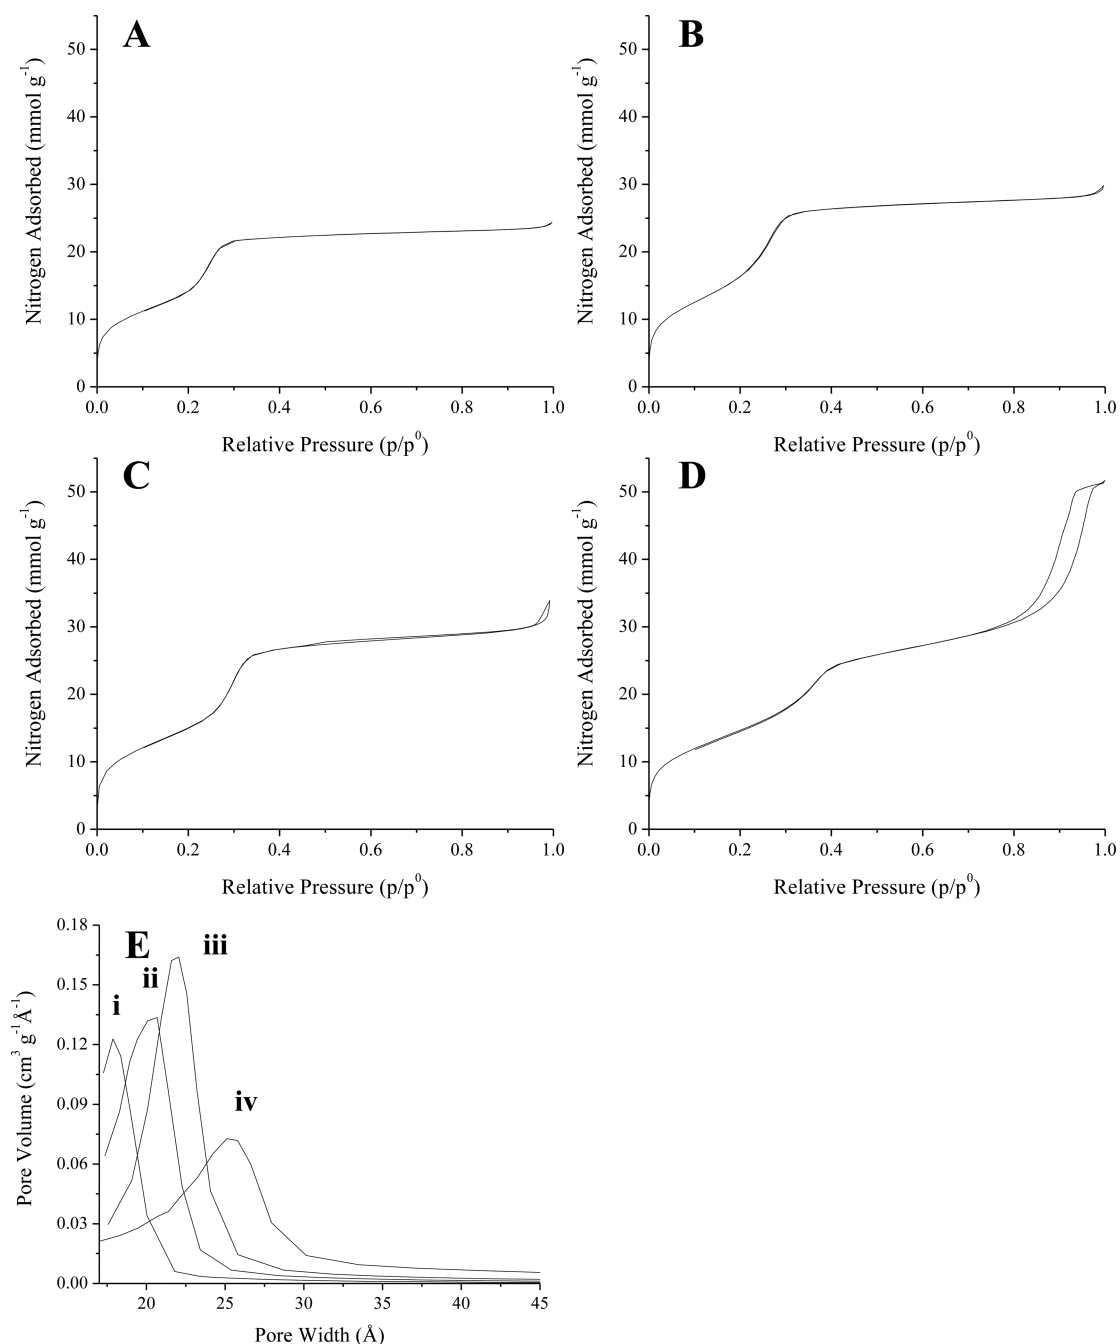 A
Nitrogen Adsorbed (mmol g⁻¹)
50
40
30
20
10
0
0.0 0.2 0.4 0.6 0.8 1.0
Relative Pressure (p/p⁰)
B
Nitrogen Adsorbed (mmol g⁻¹)
50
40
30
20
10
0
0.0 0.2 0.4 0.6 0.8 1.0
Relative Pressure (p/p⁰)
C
Nitrogen Adsorbed (mmol g⁻¹)
50
40
30
20
10
0
0.0 0.2 0.4 0.6 0.8 1.0
Relative Pressure (p/p⁰)
D
Nitrogen Adsorbed (mmol g⁻¹)
50
40
30
20
10
0
0.0 0.2 0.4 0.6 0.8 1.0
Relative Pressure (p/p⁰)
E
i
ii
iii
iv
Pore Volume (cm³ g⁻¹Å⁻¹)
0.18
0.15
0.12
0.09
0.06
0.03
0.00
20 25 30 35 40 45
Pore Width (Å)